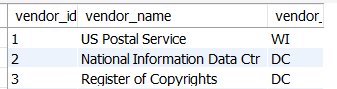 vendor_id vendor_name vendor_
1 US Postal Service WI
2 National Information Data Ctr DC
3 Register of Copyrights DC